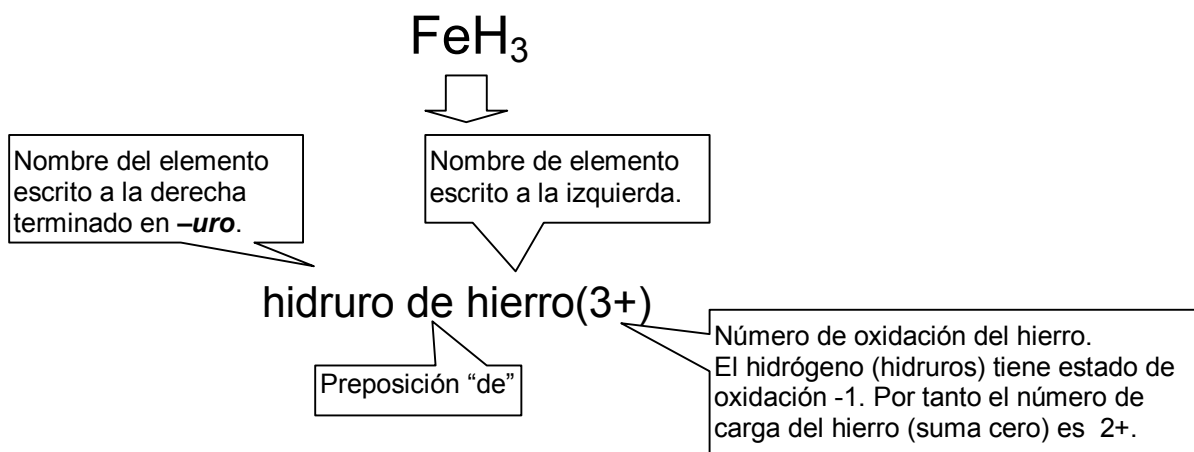 FeH₃
Nombre del elemento
escrito a la derecha
terminado en –uro.
Nombre de elemento
escrito a la izquierda.
hidruro de hierro(3+)
Preposición “de”
Número de oxidación del hierro.
El hidrógeno (hidruros) tiene estado de
oxidación -1. Por tanto el número de
carga del hierro (suma cero) es 2+.